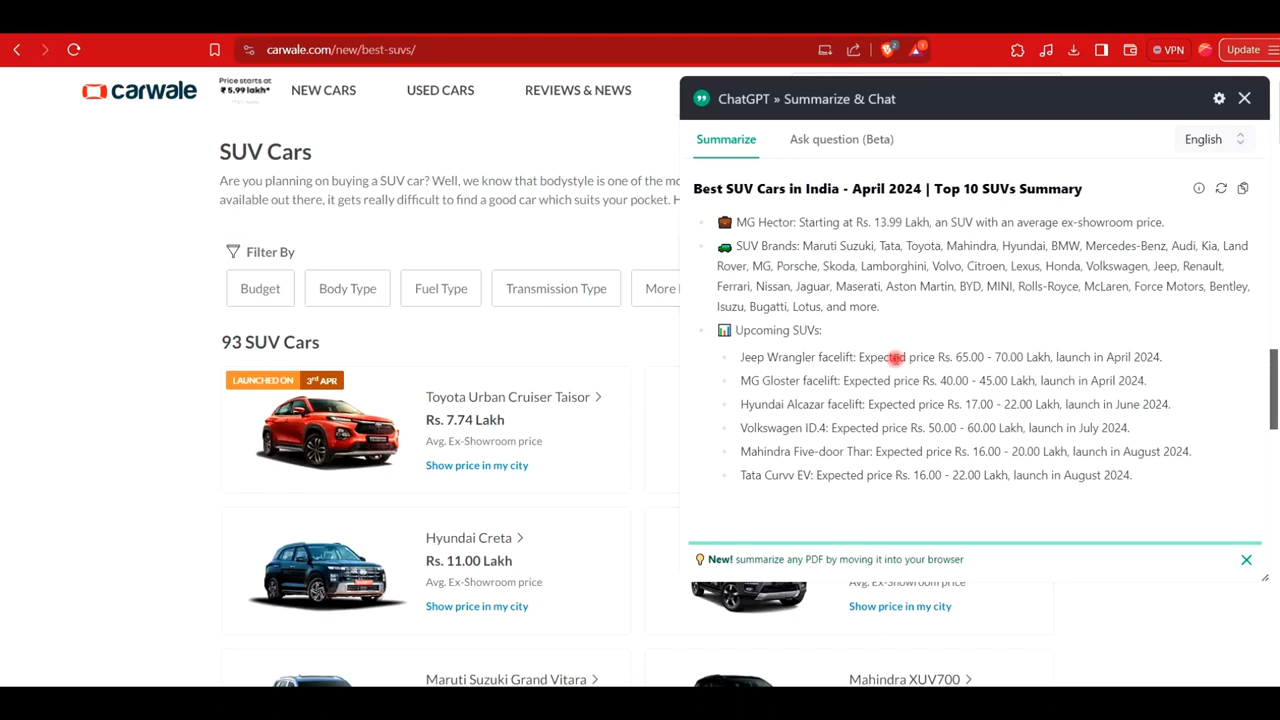 carwale.com/new/best-suvs/
2
1
VPN
Update
carwale
Price starts at
₹ 5.99 lakh*
NEW CARS
USED CARS
REVIEWS & NEWS
SUV Cars
Are you planning on buying a SUV car? Well, we know that bodystyle is one of the mo
available out there, it gets really difficult to find a good car which suits your pocket. H
Filter By
Budget
Body Type
Fuel Type
Transmission Type
More
93 SUV Cars
LAUNCHED ON 3rd APR
Toyota Urban Cruiser Taisor
Rs. 7.74 Lakh
Avg. Ex-Showroom price
Show price in my city
Hyundai Creta
Rs. 11.00 Lakh
Avg. Ex-Showroom price
Show price in my city
Maruti Suzuki Grand Vitara
ChatGPT » Summarize & Chat
Summarize
Ask question (Beta)
English
Best SUV Cars in India - April 2024 | Top 10 SUVs Summary
MG Hector: Starting at Rs. 13.99 Lakh, an SUV with an average ex-showroom price.
SUV Brands: Maruti Suzuki, Tata, Toyota, Mahindra, Hyundai, BMW, Mercedes-Benz, Audi, Kia, Land
Rover, MG, Porsche, Skoda, Lamborghini, Volvo, Citroen, Lexus, Honda, Volkswagen, Jeep, Renault,
Ferrari, Nissan, Jaguar, Maserati, Aston Martin, BYD, MINI, Rolls-Royce, McLaren, Force Motors, Bentley,
Isuzu, Bugatti, Lotus, and more.
Upcoming SUVs:
Jeep Wrangler facelift: Expected price Rs. 65.00 - 70.00 Lakh, launch in April 2024.
MG Gloster facelift: Expected price Rs. 40.00 - 45.00 Lakh, launch in April 2024.
Hyundai Alcazar facelift: Expected price Rs. 17.00 - 22.00 Lakh, launch in June 2024.
Volkswagen ID.4: Expected price Rs. 50.00 - 60.00 Lakh, launch in July 2024.
Mahindra Five-door Thar: Expected price Rs. 16.00 - 20.00 Lakh, launch in August 2024.
Tata Curvv EV: Expected price Rs. 16.00 - 22.00 Lakh, launch in August 2024.
New! summarize any PDF by moving it into your browser
Avg. Ex-Showroom price
Show price in my city
Mahindra XUV700